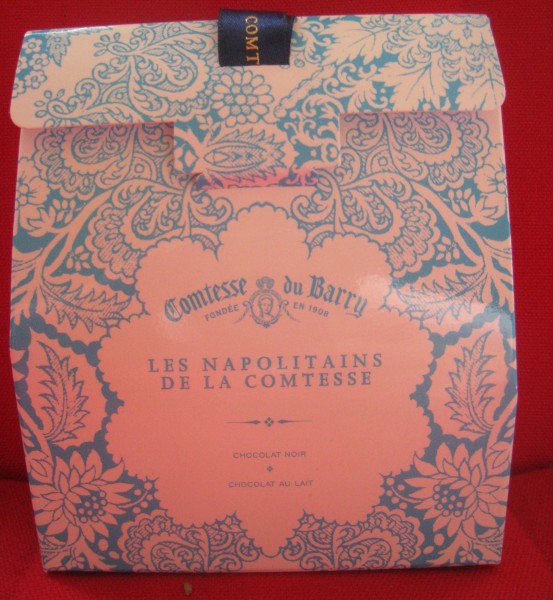 COMT
Comtesse du Barry
FONDÉE EN 1908
LES NAPOLITAINS
DE LA COMTESSE
CHOCOLAT NOIR
CHOCOLAT AU LAIT